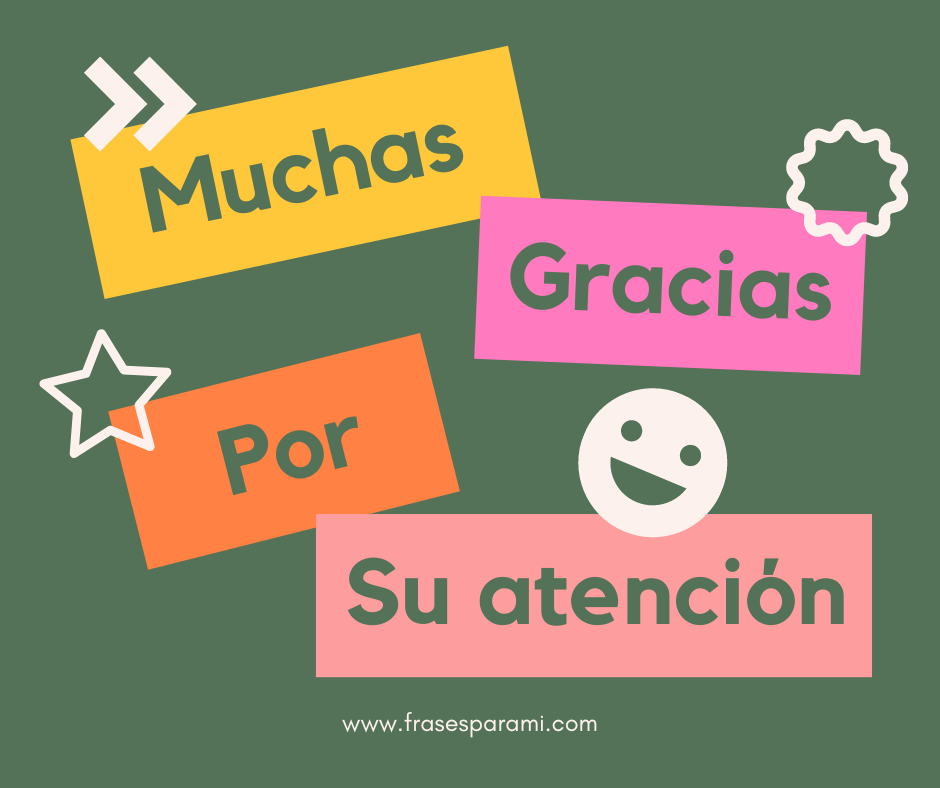 Muchas
Gracias
Por
Su atención
www.frasesparami.com